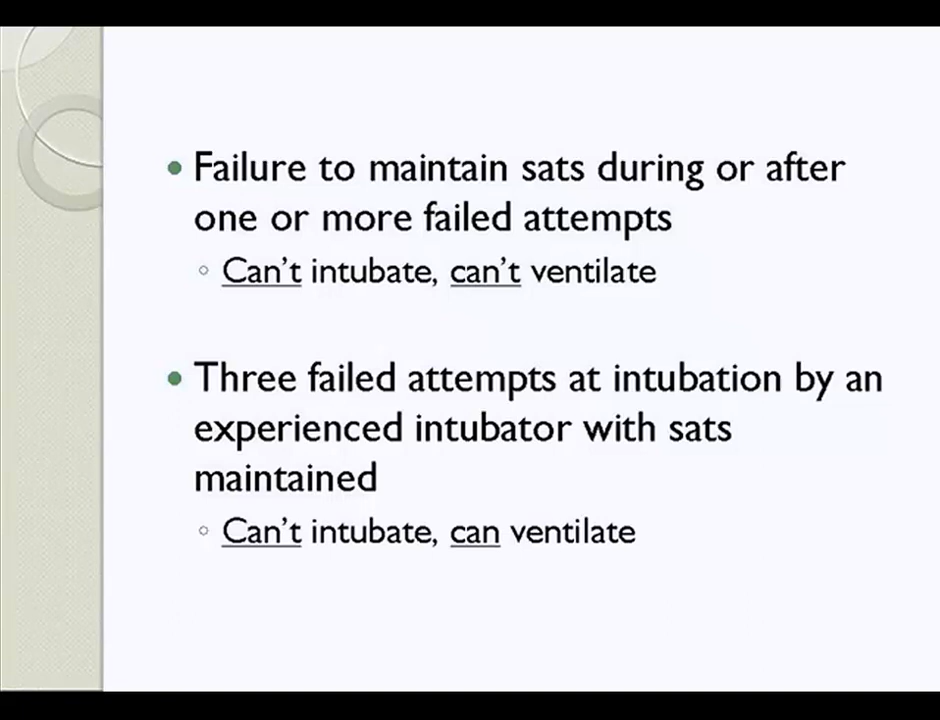 • Failure to maintain sats during or after
one or more failed attempts
◦ Can't intubate, can't ventilate
• Three failed attempts at intubation by an
experienced intubator with sats
maintained
◦ Can't intubate, can ventilate